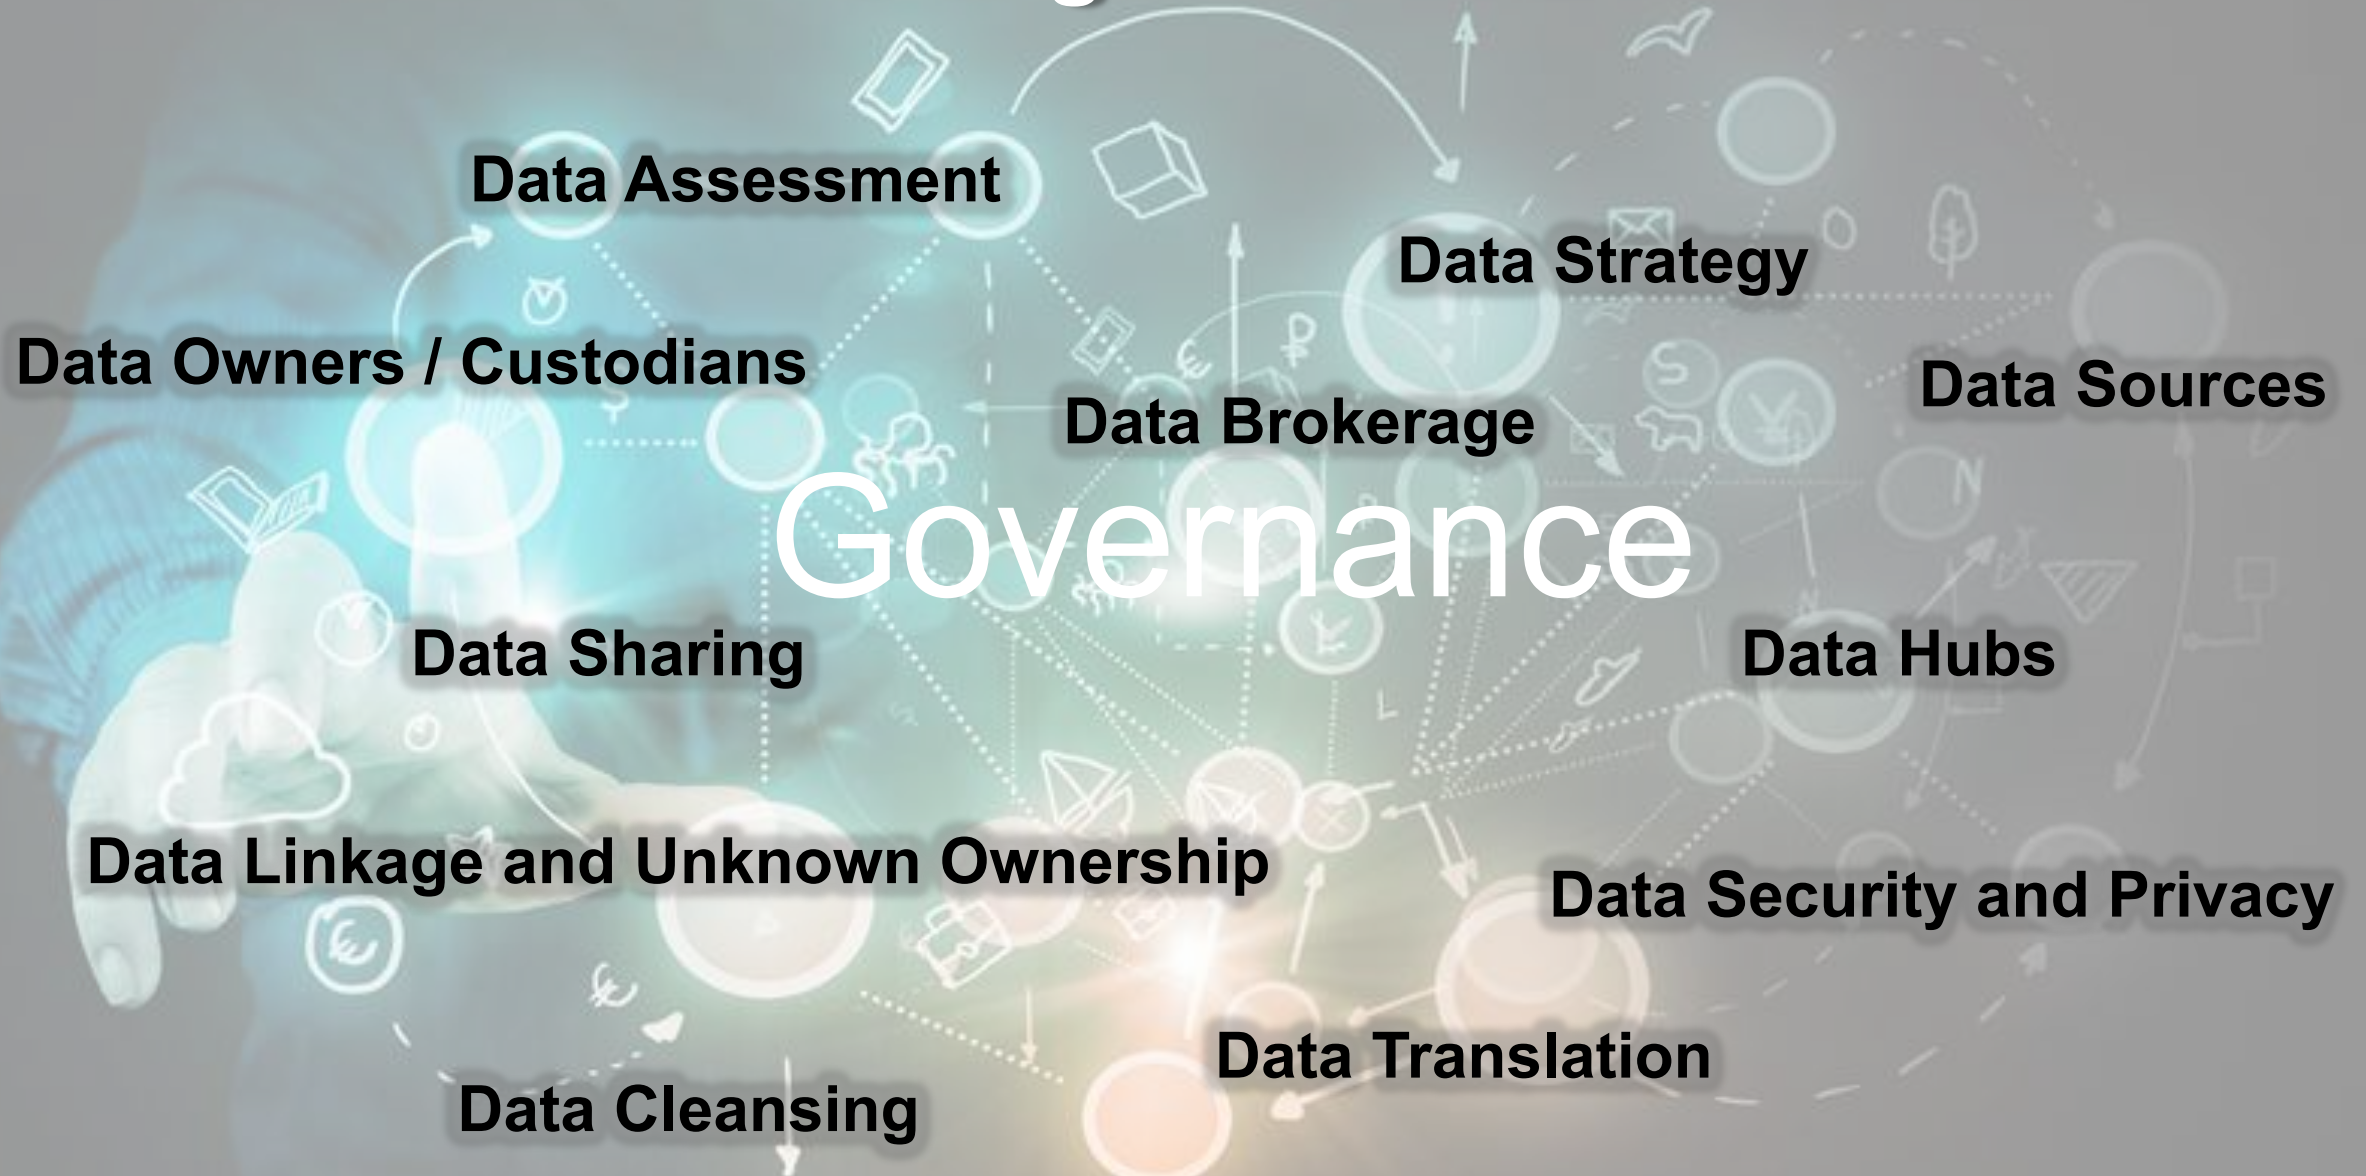 Data Assessment
Data Strategy
Data Owners / Custodians
Data Sources
Data Brokerage
Governance
Data Sharing
Data Hubs
Data Linkage and Unknown Ownership
Data Security and Privacy
Data Translation
Data Cleansing